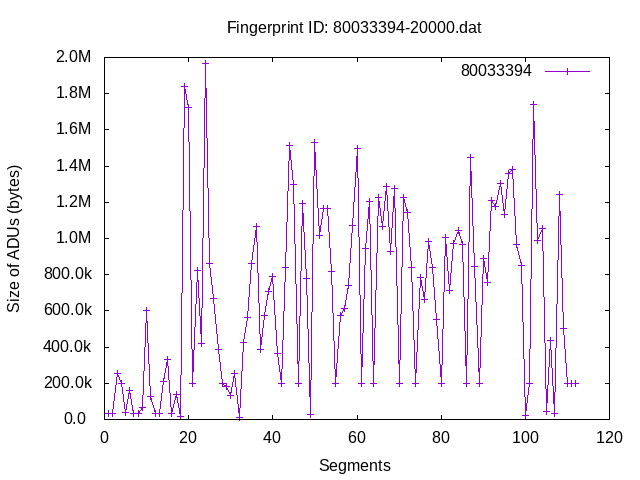 Fingerprint ID: 80033394-20000.dat
80033394
2.0M
1.8M
1.6M
1.4M
1.2M
1.0M
800.0k
600.0k
400.0k
200.0k
0.0
Size of ADUs (bytes)
0 20 40 60 80 100 120
Segments